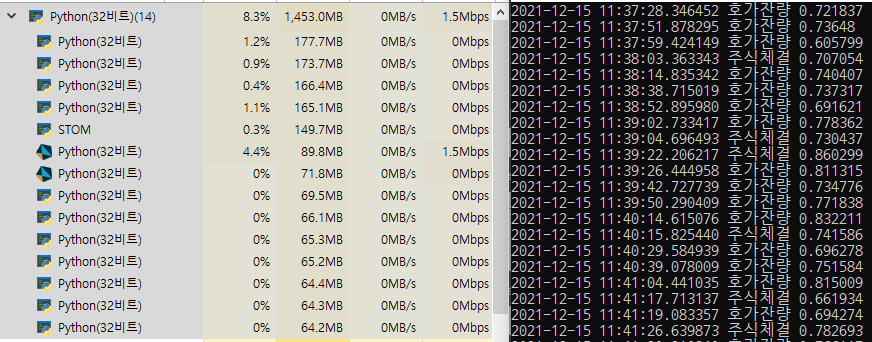 Python(32비트)(14) 8.3% 1,453.0MB 0MB/s 1.5Mbps
Python(32비트) 1.2% 177.7MB 0MB/s 0Mbps
Python(32비트) 0.9% 173.7MB 0MB/s 0Mbps
Python(32비트) 0.4% 166.4MB 0MB/s 0Mbps
Python(32비트) 1.1% 165.1MB 0MB/s 0Mbps
STOM 0.3% 149.7MB 0MB/s 0Mbps
Python(32비트) 4.4% 89.8MB 0MB/s 1.5Mbps
Python(32비트) 0% 71.8MB 0MB/s 0Mbps
Python(32비트) 0% 69.5MB 0MB/s 0Mbps
Python(32비트) 0% 66.1MB 0MB/s 0Mbps
Python(32비트) 0% 65.3MB 0MB/s 0Mbps
Python(32비트) 0% 65.2MB 0MB/s 0Mbps
Python(32비트) 0% 64.4MB 0MB/s 0Mbps
Python(32비트) 0% 64.3MB 0MB/s 0Mbps
Python(32비트) 0% 64.2MB 0MB/s 0Mbps
2021-12-15 11:37:28.346452 호가잔량 0.721837
2021-12-15 11:37:51.878295 호가잔량 0.73648
2021-12-15 11:37:59.424149 호가잔량 0.605799
2021-12-15 11:38:03.363343 주식체결 0.707054
2021-12-15 11:38:14.835342 호가잔량 0.740407
2021-12-15 11:38:38.715019 호가잔량 0.737317
2021-12-15 11:38:52.895980 호가잔량 0.691621
2021-12-15 11:39:02.733417 호가잔량 0.778362
2021-12-15 11:39:04.696493 주식체결 0.730437
2021-12-15 11:39:22.206217 주식체결 0.860299
2021-12-15 11:39:26.444958 호가잔량 0.811315
2021-12-15 11:39:42.727739 호가잔량 0.734776
2021-12-15 11:39:50.290409 호가잔량 0.771838
2021-12-15 11:40:14.615076 호가잔량 0.832211
2021-12-15 11:40:15.825440 주식체결 0.741586
2021-12-15 11:40:29.584939 호가잔량 0.696278
2021-12-15 11:40:39.078009 호가잔량 0.751584
2021-12-15 11:41:04.441035 호가잔량 0.815009
2021-12-15 11:41:17.713137 주식체결 0.661934
2021-12-15 11:41:19.083357 호가잔량 0.694274
2021-12-15 11:41:26.639873 주식체결 0.782693